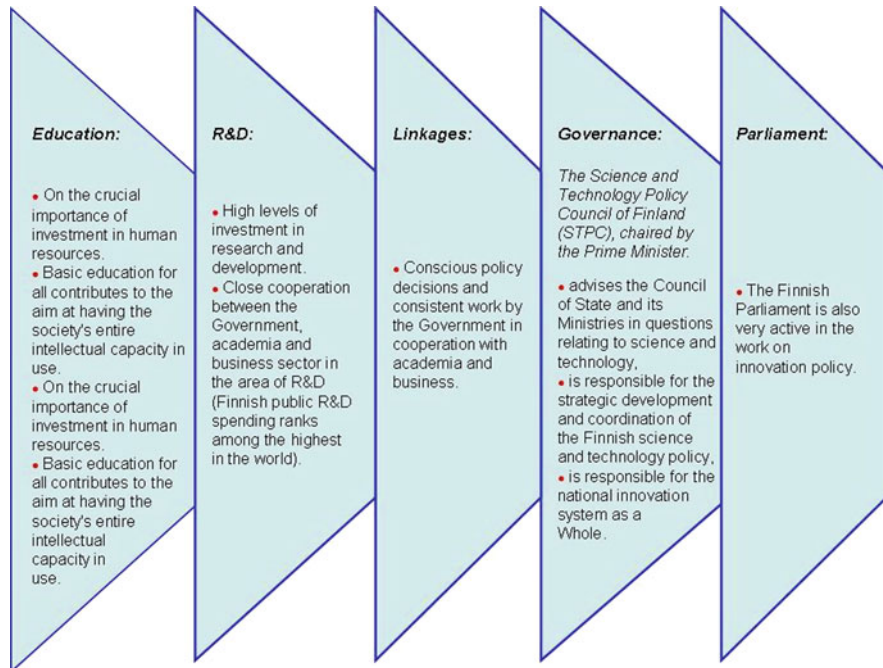 Education:
• On the crucial
importance of
investment in human
resources.
• Basic education for
all contributes to the
aim at having the
society's entire
intellectual capacity in
use.
• On the crucial
importance of
investment in human
resources.
• Basic education for
all contributes to the
aim at having the
society's entire
intellectual
capacity in
use.
R&D:
• High levels of
investment in
research and
development.
• Close cooperation
between the
Government,
academia and
business sector in
the area of R&D
(Finnish public R&D
spending ranks
among the highest
in the world).
Linkages:
• Conscious policy
decisions and
consistent work by
the Government in
cooperation with
academia and
business.
Governance:
The Science and
Technology Policy
Council of Finland
(STPC), chaired by
the Prime Minister.
• advises the Council
of State and its
Ministries in questions
relating to science and
technology,
• is responsible for the
strategic development
and coordination of
the Finnish science
and technology policy,
• is responsible for the
national innovation
system as a
Whole.
Parliament:
• The Finnish
Parliament is also
very active in the
work on
innovation policy.